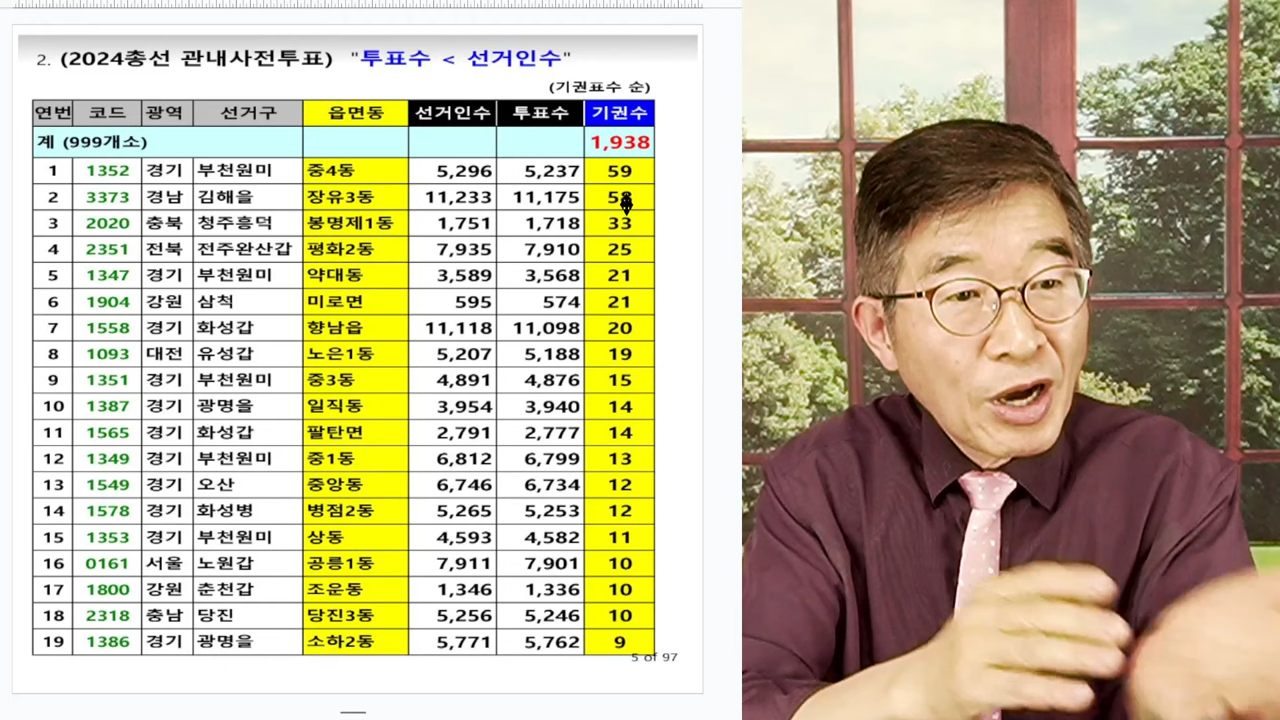 2. (2024총선 관내사전투표) "투표수 < 선거인수"
(기권표수 순)
연번 코드 광역 선거구 읍면동 선거인수 투표수 기권수
계 (999개소) 1,938
1 1352 경기 부천원미 중4동 5,296 5,237 59
2 3373 경남 김해을 장유3동 11,233 11,175 58
3 2020 충북 청주흥덕 봉명제1동 1,751 1,718 33
4 2351 전북 전주완산갑 평화2동 7,935 7,910 25
5 1347 경기 부천원미 약대동 3,589 3,568 21
6 1904 강원 삼척 미로면 595 574 21
7 1558 경기 화성갑 향남읍 11,118 11,098 20
8 1093 대전 유성갑 노은1동 5,207 5,188 19
9 1351 경기 부천원미 중3동 4,891 4,876 15
10 1387 경기 광명을 일직동 3,954 3,940 14
11 1565 경기 화성갑 팔탄면 2,791 2,777 14
12 1349 경기 부천원미 중1동 6,812 6,799 13
13 1549 경기 오산 중앙동 6,746 6,734 12
14 1578 경기 화성병 병점2동 5,265 5,253 12
15 1353 경기 부천원미 상동 4,593 4,582 11
16 0161 서울 노원갑 공릉1동 7,911 7,901 10
17 1800 강원 춘천갑 조운동 1,346 1,336 10
18 2318 충남 당진 당진3동 5,256 5,246 10
19 1386 경기 광명을 소하2동 5,771 5,762 9
5 of 97